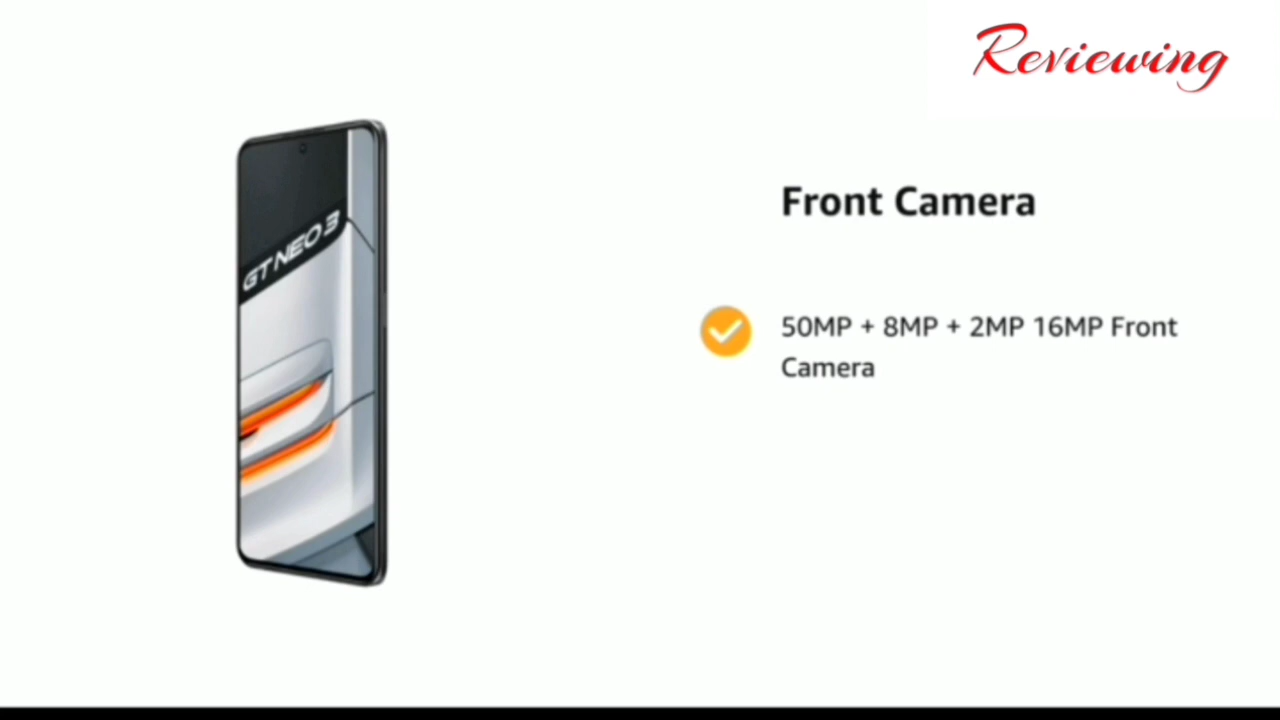 Reviewing
GT NEO 3
Front Camera
50MP + 8MP + 2MP 16MP Front
Camera